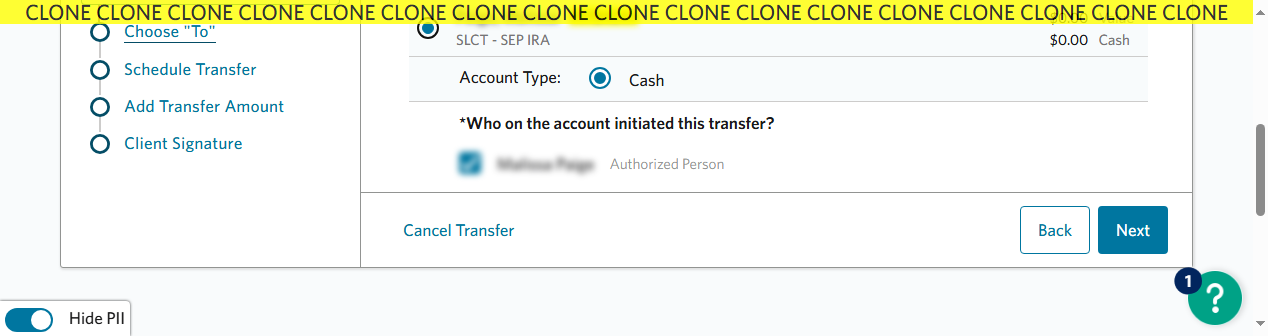 CLONE CLONE CLONE CLONE CLONE CLONE CLONE CLONE CLONE CLONE CLONE CLONE CLONE CLONE CLONE CLONE CLONE
Choose "To"
Schedule Transfer
Add Transfer Amount
Client Signature
SLCT - SEP IRA
$0.00 Cash
Account Type: Cash
*Who on the account initiated this transfer?
Authorized Person
Cancel Transfer
Back
Next
1
?
Hide PII